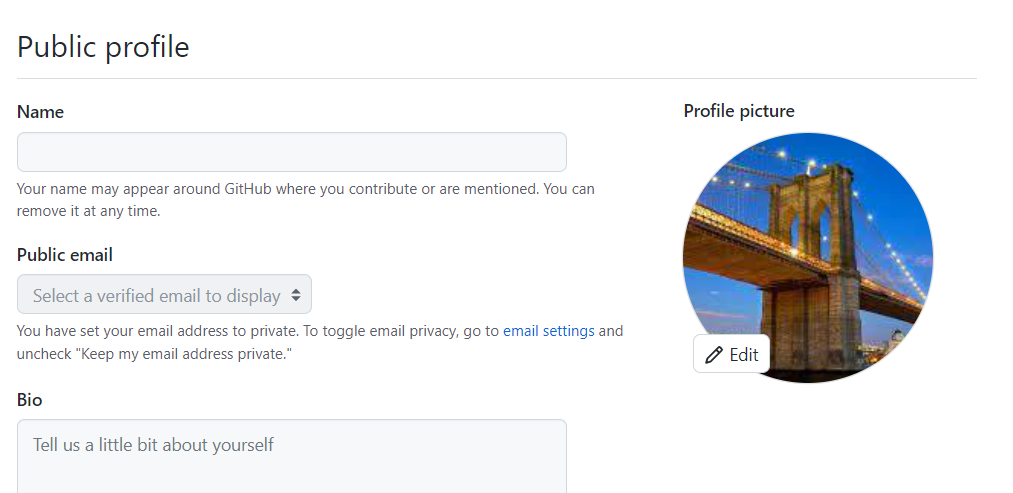 Public profile
Name
Your name may appear around GitHub where you contribute or are mentioned. You can
remove it at any time.
Public email
Select a verified email to display
You have set your email address to private. To toggle email privacy, go to email settings and
uncheck "Keep my email address private."
Bio
Tell us a little bit about yourself
Profile picture
Edit